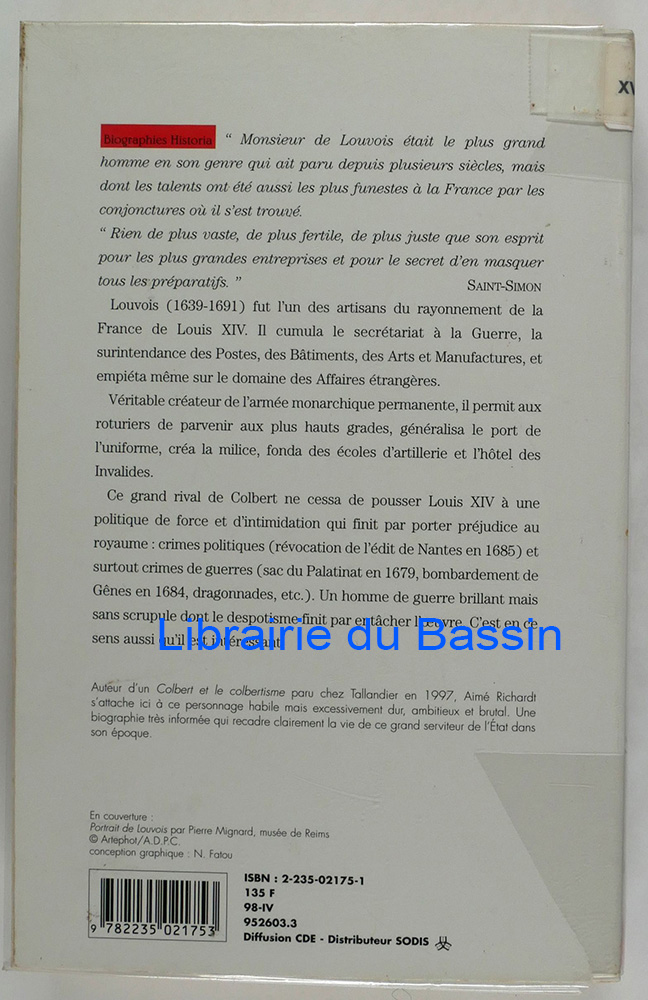 XV
Biographies Historia “ Monsieur de Louvois était le plus grand
homme en son genre qui ait paru depuis plusieurs siècles, mais
dont les talents ont été aussi les plus funestes à la France par les
conjonctures où il s'est trouvé.
“ Rien de plus vaste, de plus fertile, de plus juste que son esprit
pour les plus grandes entreprises et pour le secret d'en masquer
tous les préparatifs. ” SAINT-SIMON
Louvois (1639-1691) fut l'un des artisans du rayonnement de la
France de Louis XIV. Il cumula le secrétariat à la Guerre, la
surintendance des Postes, des Bâtiments, des Arts et Manufactures, et
empiéta même sur le domaine des Affaires étrangères.
Véritable créateur de l'armée monarchique permanente, il permit aux
roturiers de parvenir aux plus hauts grades, généralisa le port de
l'uniforme, créa la milice, fonda des écoles d'artillerie et l'hôtel des
Invalides.
Ce grand rival de Colbert ne cessa de pousser Louis XIV à une
politique de force et d'intimidation qui finit par porter préjudice au
royaume : crimes politiques (révocation de l'édit de Nantes en 1685) et
surtout crimes de guerres (sac du Palatinat en 1679, bombardement de
Gênes en 1684, dragonnades, etc.). Un homme de guerre brillant mais
sans scrupule dont le despotisme finit par entâcher l'œuvre. C'est en ce
sens aussi qu'il est intéressant.
Librairie du Bassin
Auteur d'un Colbert et le colbertisme paru chez Tallandier en 1997, Aimé Richardt
s'attache ici à ce personnage habile mais excessivement dur, ambitieux et brutal. Une
biographie très informée qui recadre clairement la vie de ce grand serviteur de l'État dans
son époque.
En couverture :
Portrait de Louvois par Pierre Mignard, musée de Reims
© Artephot/A.D.P.C.
conception graphique : N. Fatou
ISBN : 2-235-02175-1
135 F
98-IV
952603.3
Diffusion CDE - Distributeur SODIS
9 782235 021753